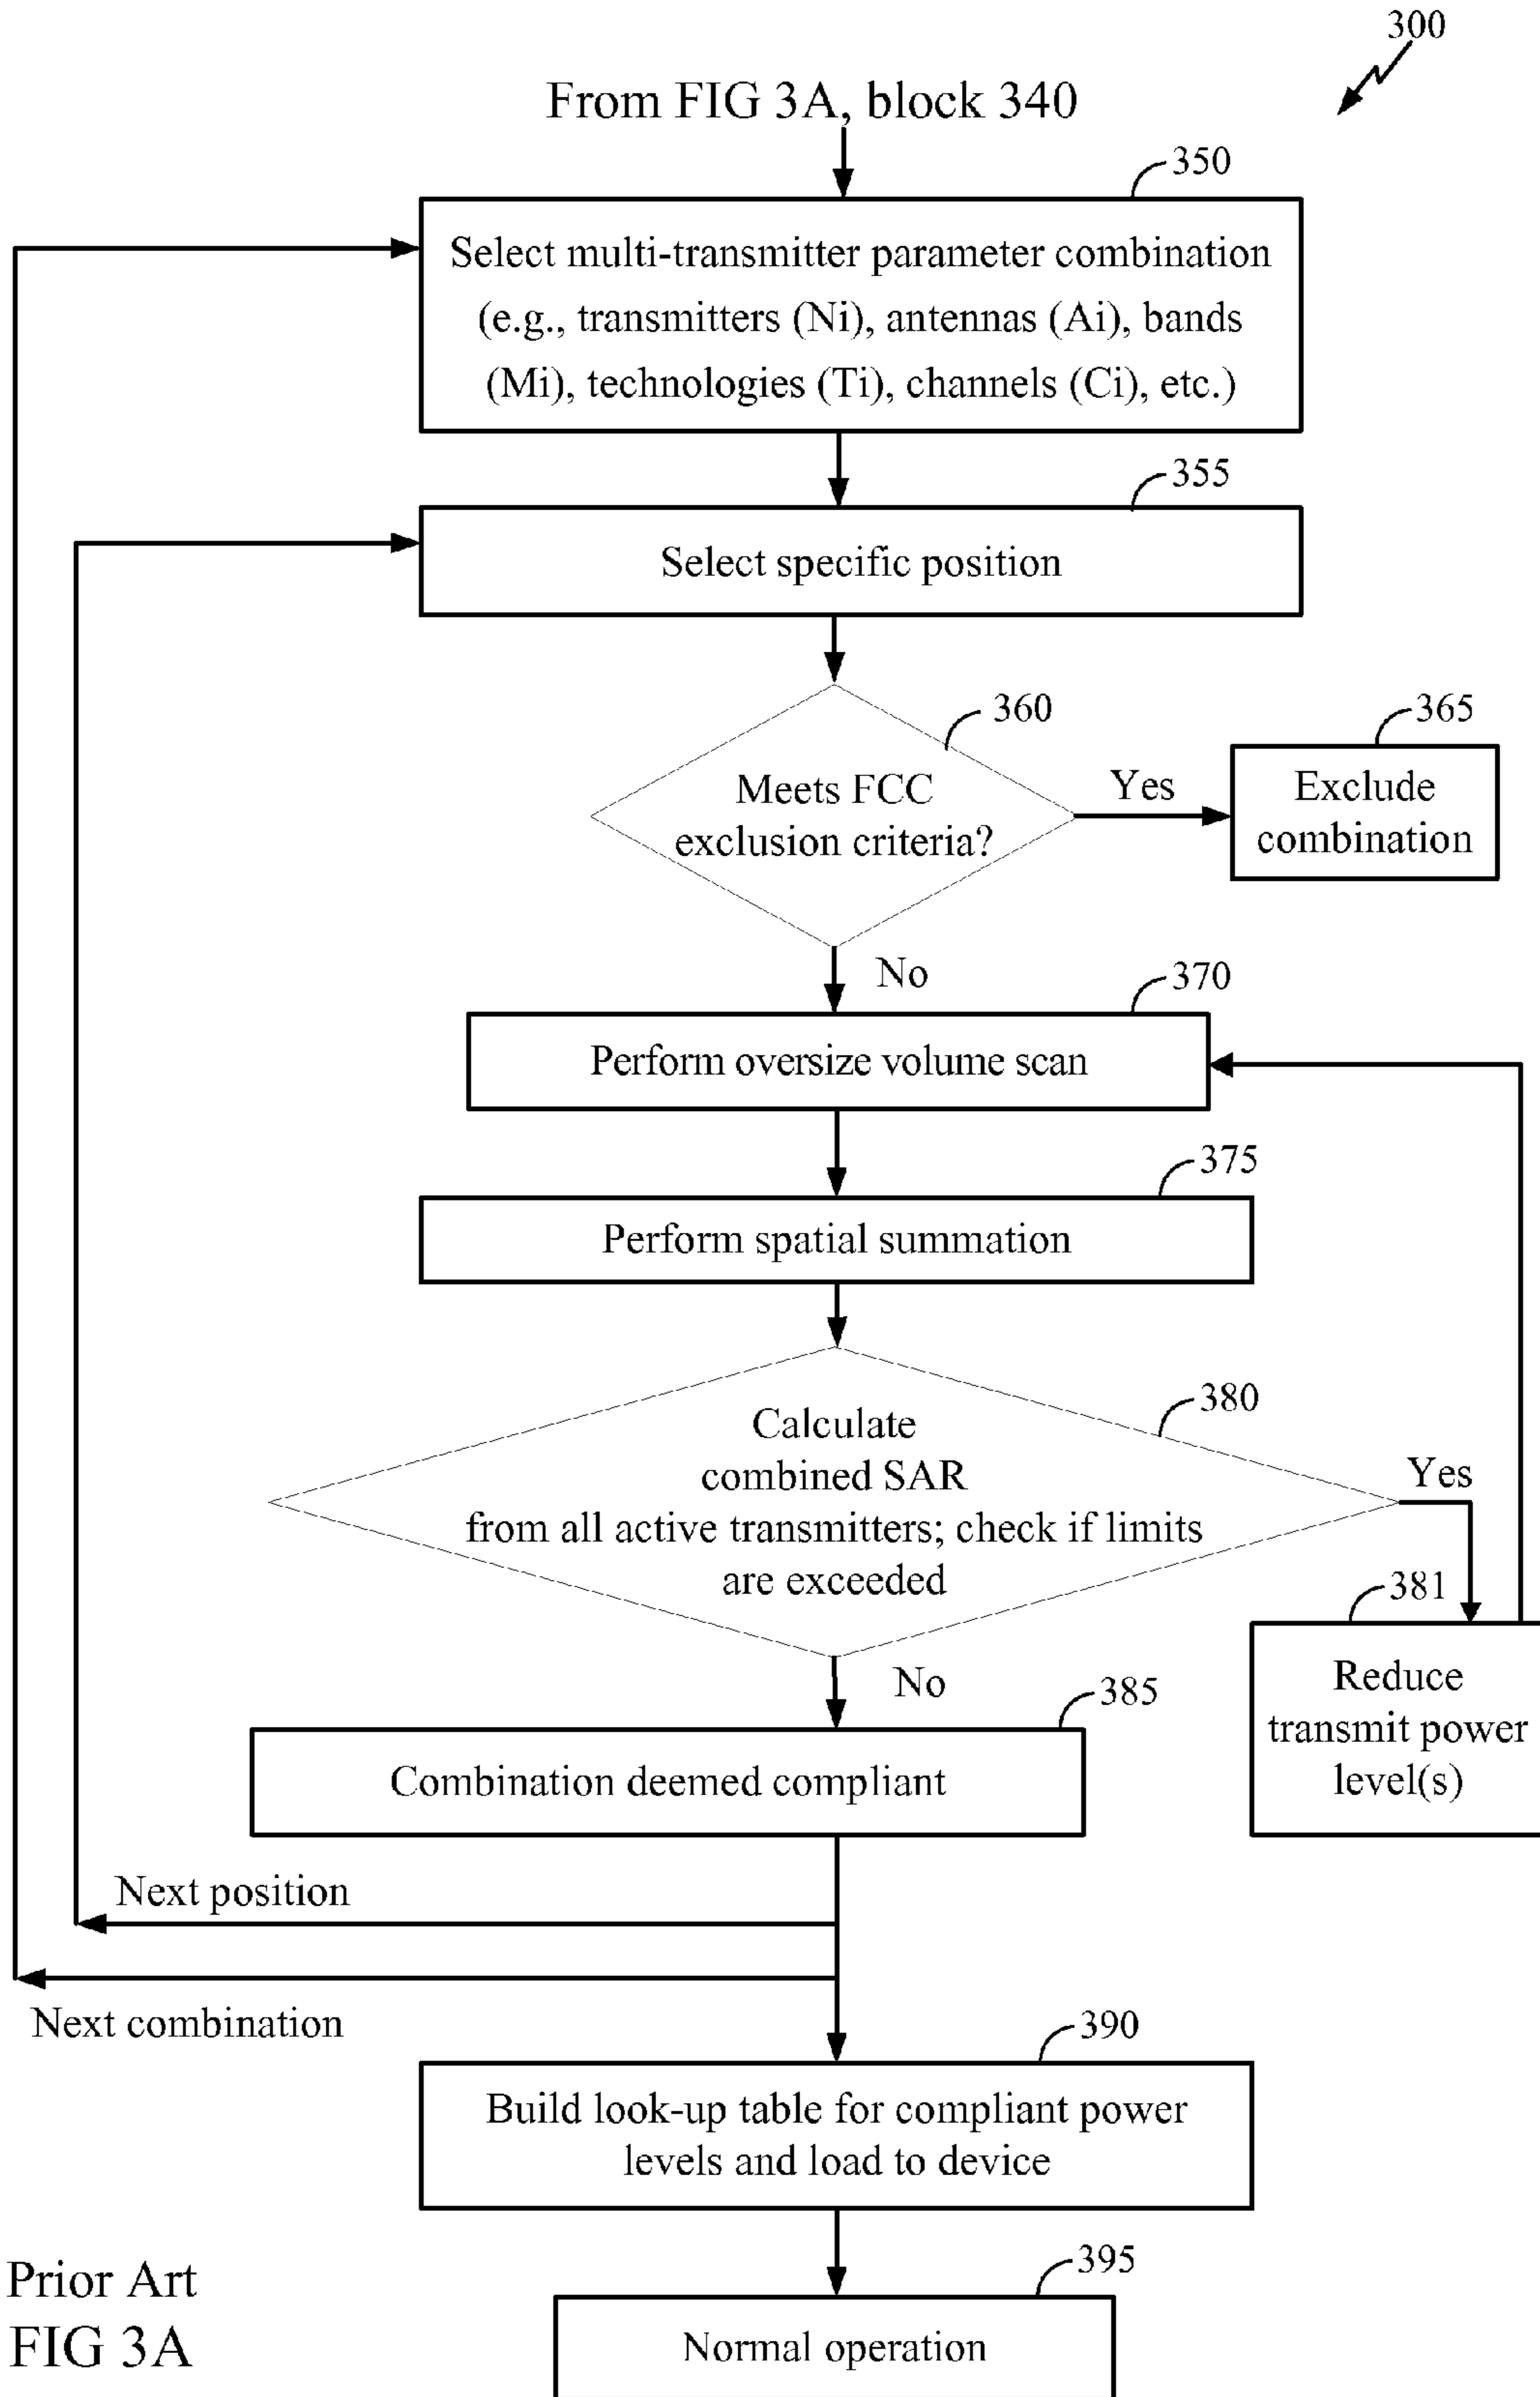 300
From FIG 3A, block 340
350
Select multi-transmitter parameter combination
(e.g., transmitters (Ni), antennas (Ai), bands
(Mi), technologies (Ti), channels (Ci), etc.)
355
Select specific position
360
Meets FCC
exclusion criteria?
Yes
365
Exclude
combination
No
370
Perform oversize volume scan
375
Perform spatial summation
380
Calculate
combined SAR
from all active transmitters; check if limits
are exceeded
Yes
381
Reduce
transmit power
level(s)
No
385
Combination deemed compliant
Next position
Next combination
390
Build look-up table for compliant power
levels and load to device
395
Normal operation
Prior Art
FIG 3A